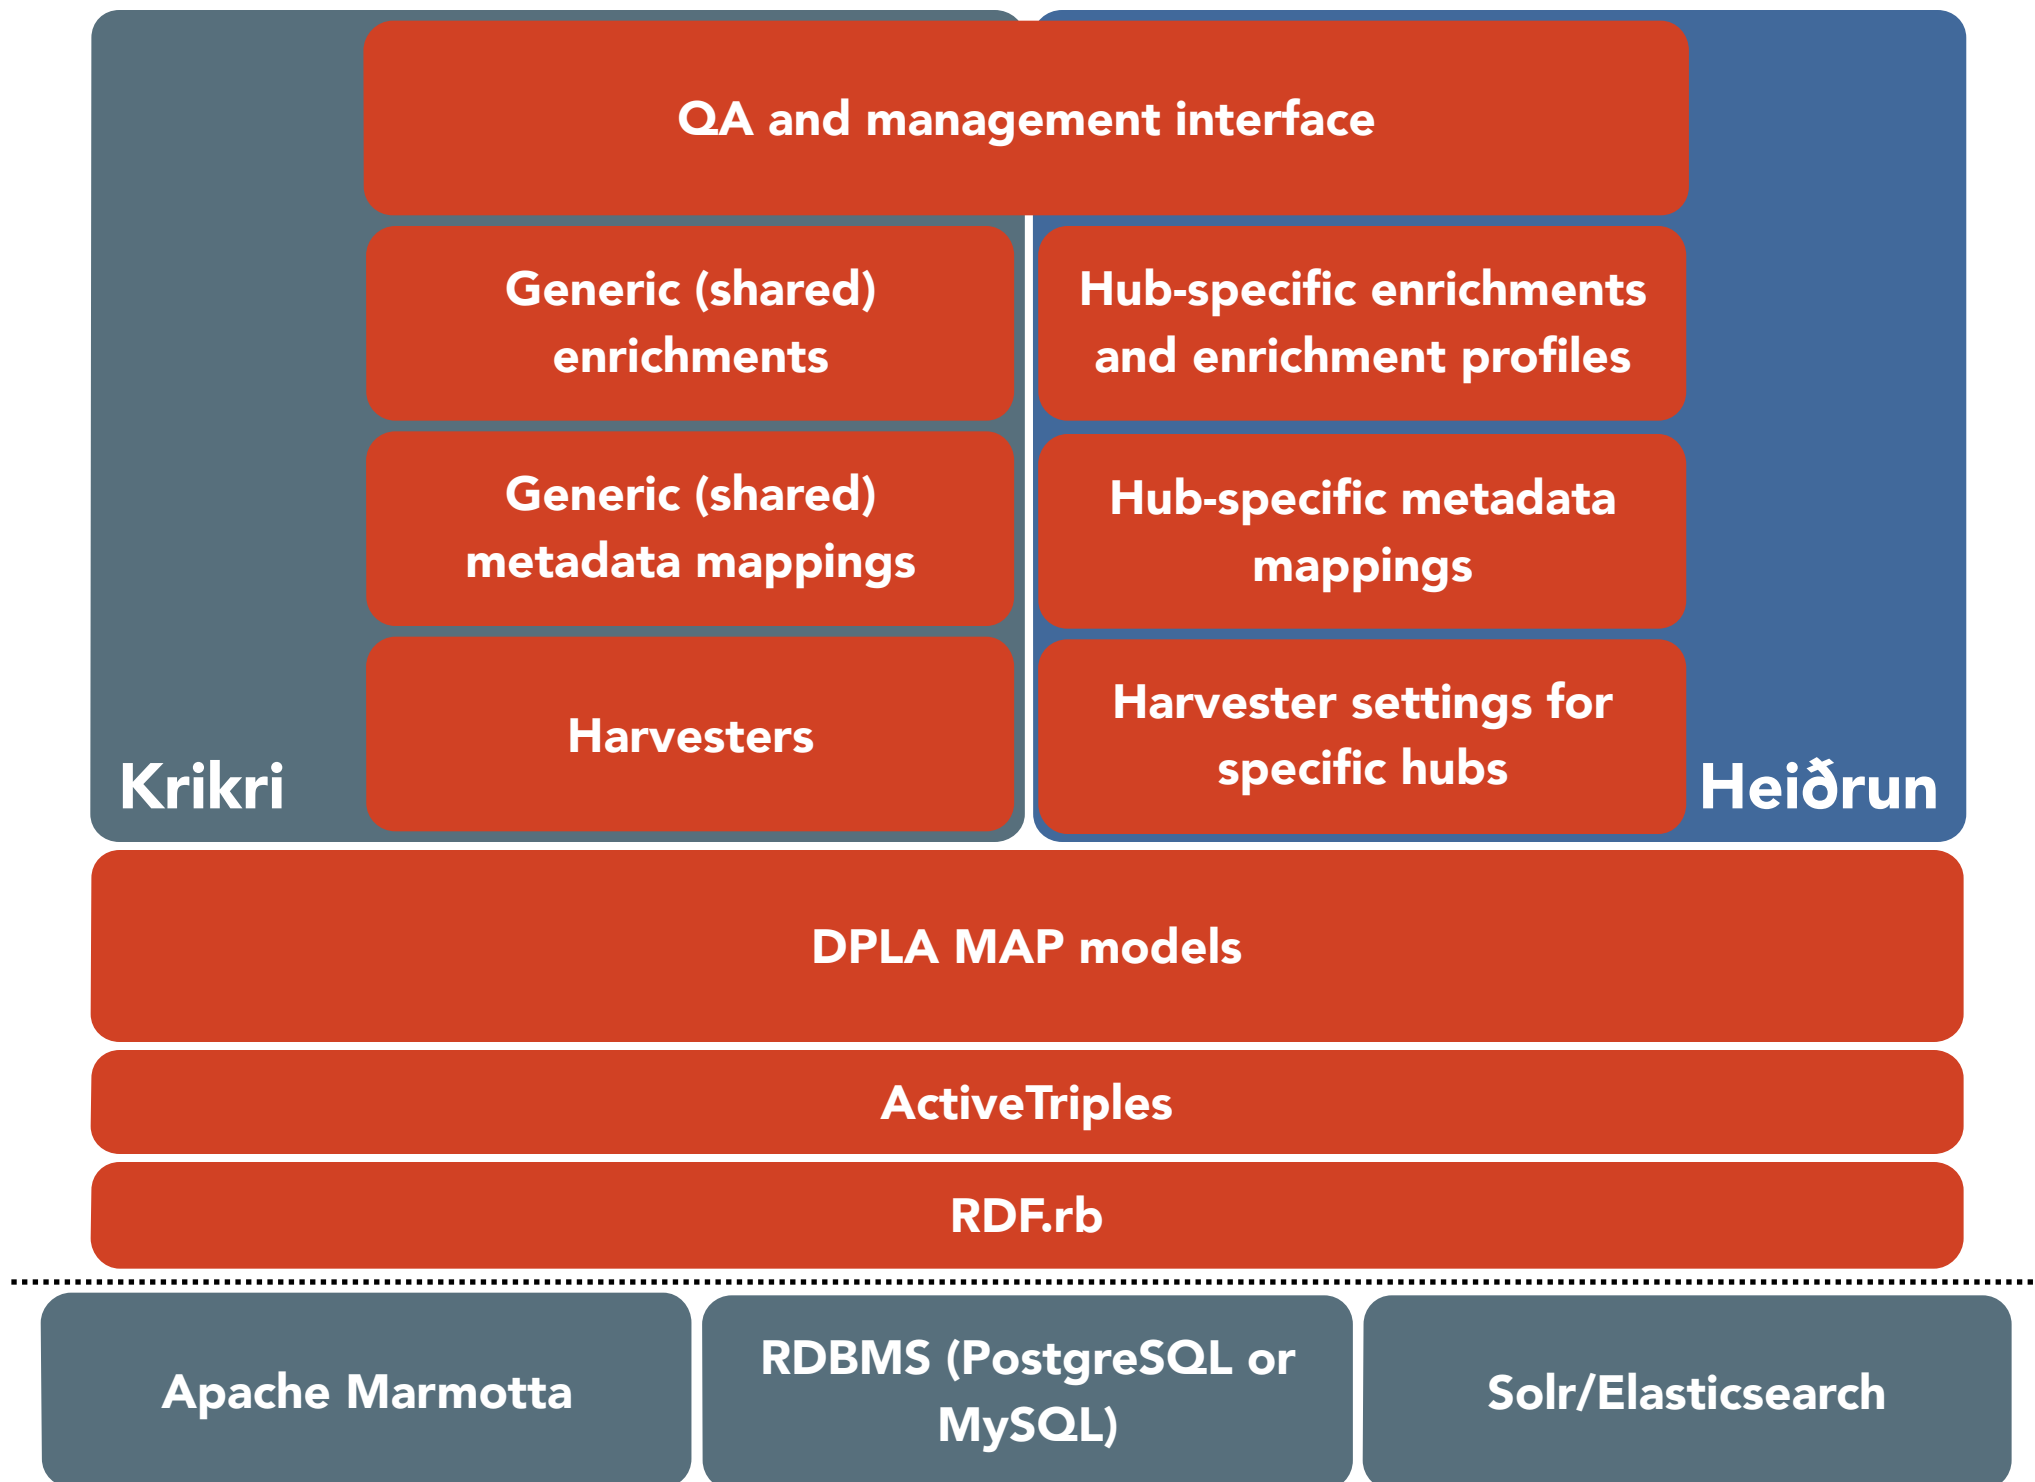 QA and management interface
Generic (shared)
enrichments
Hub-specific enrichments
and enrichment profiles
Generic (shared)
metadata mappings
Hub-specific metadata
mappings
Harvesters
Harvester settings for
specific hubs
Krikri
Heiðrun
DPLA MAP models
ActiveTriples
RDF.rb
Apache Marmotta
RDBMS (PostgreSQL or
MySQL)
Solr/Elasticsearch